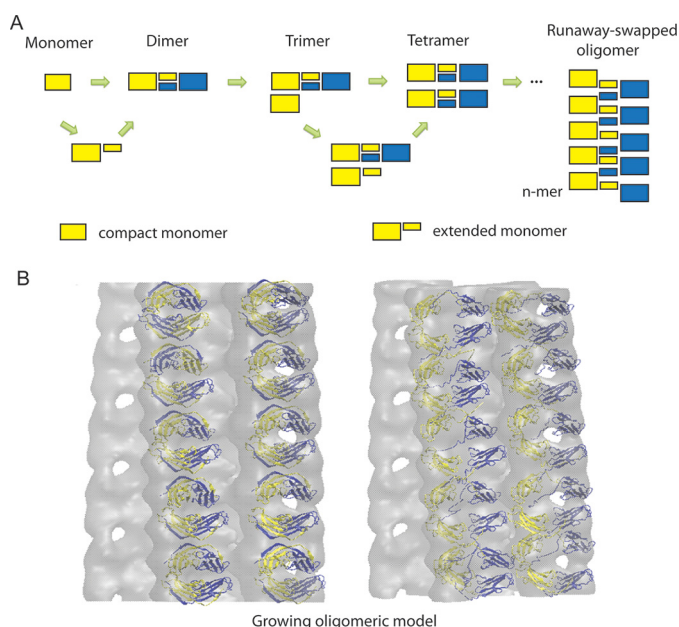 A
Monomer
Dimer
Trimer
Tetramer
Runaway-swapped
oligomer
...
n-mer
compact monomer
extended monomer
B
Growing oligomeric model